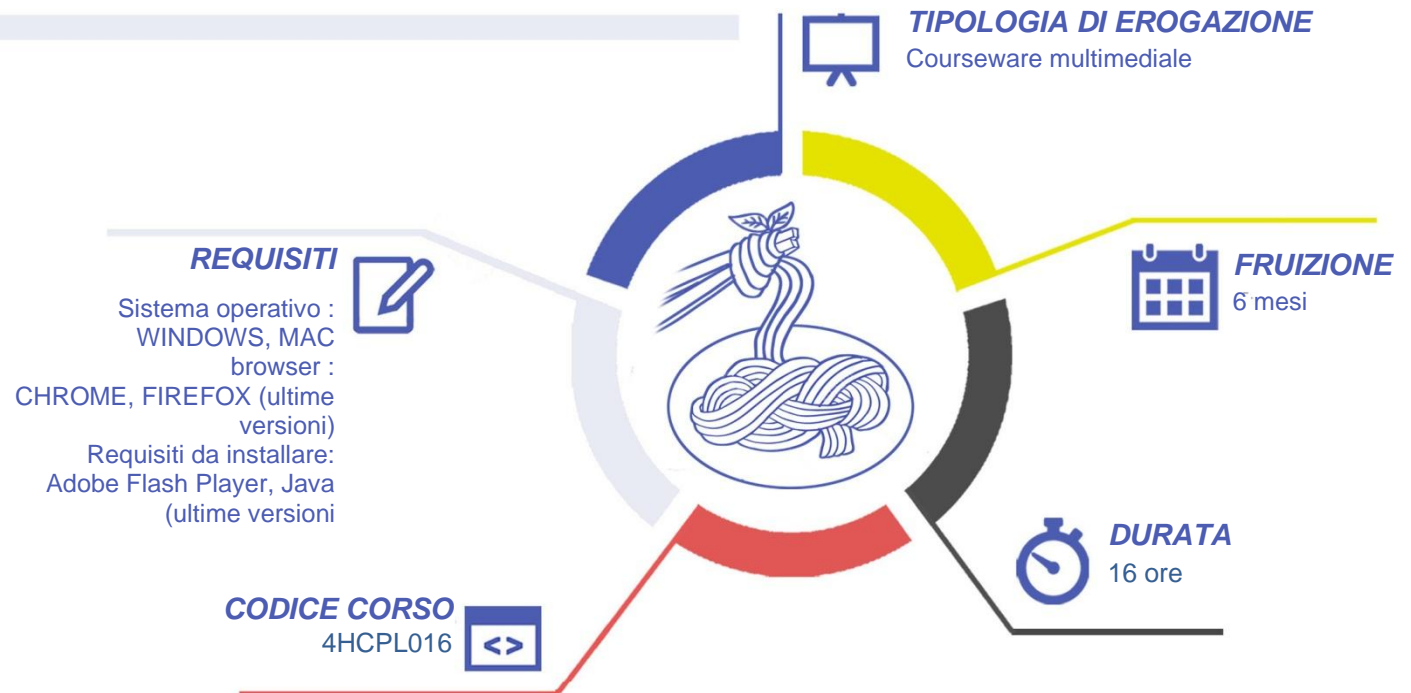 TIPOLOGIA DI EROGAZIONE
Courseware multimediale
REQUISITI
Sistema operativo :
WINDOWS, MAC
browser :
CHROME, FIREFOX (ultime
versioni)
Requisiti da installare:
Adobe Flash Player, Java
(ultime versioni
FRUIZIONE
6 mesi
DURATA
16 ore
CODICE CORSO
4HCPL016
<>